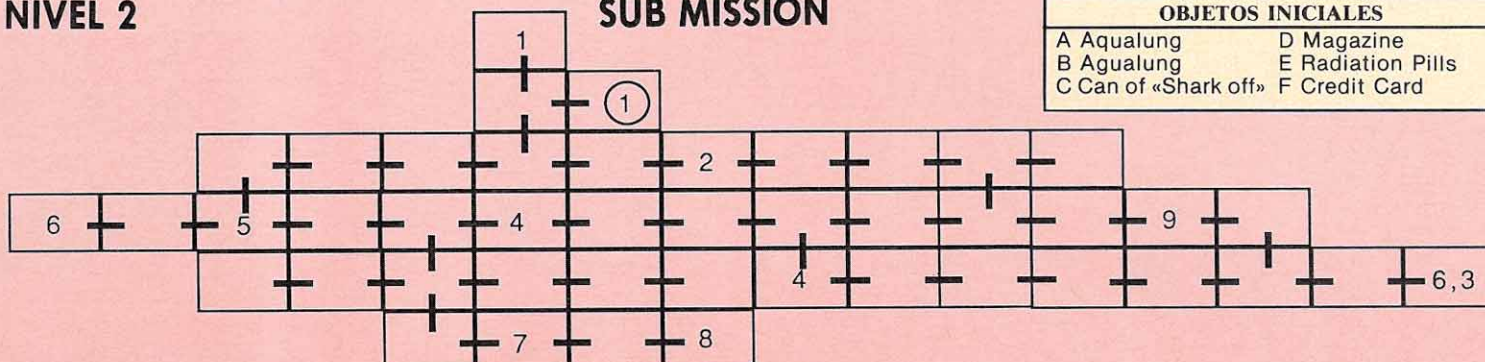 NIVEL 2
SUB MISSION
OBJETOS INICIALES
A Aqualung D Magazine
B Agualung E Radiation Pills
C Can of «Shark off» F Credit Card
1
1
2
6 5 4 9
4 6,3
7 8